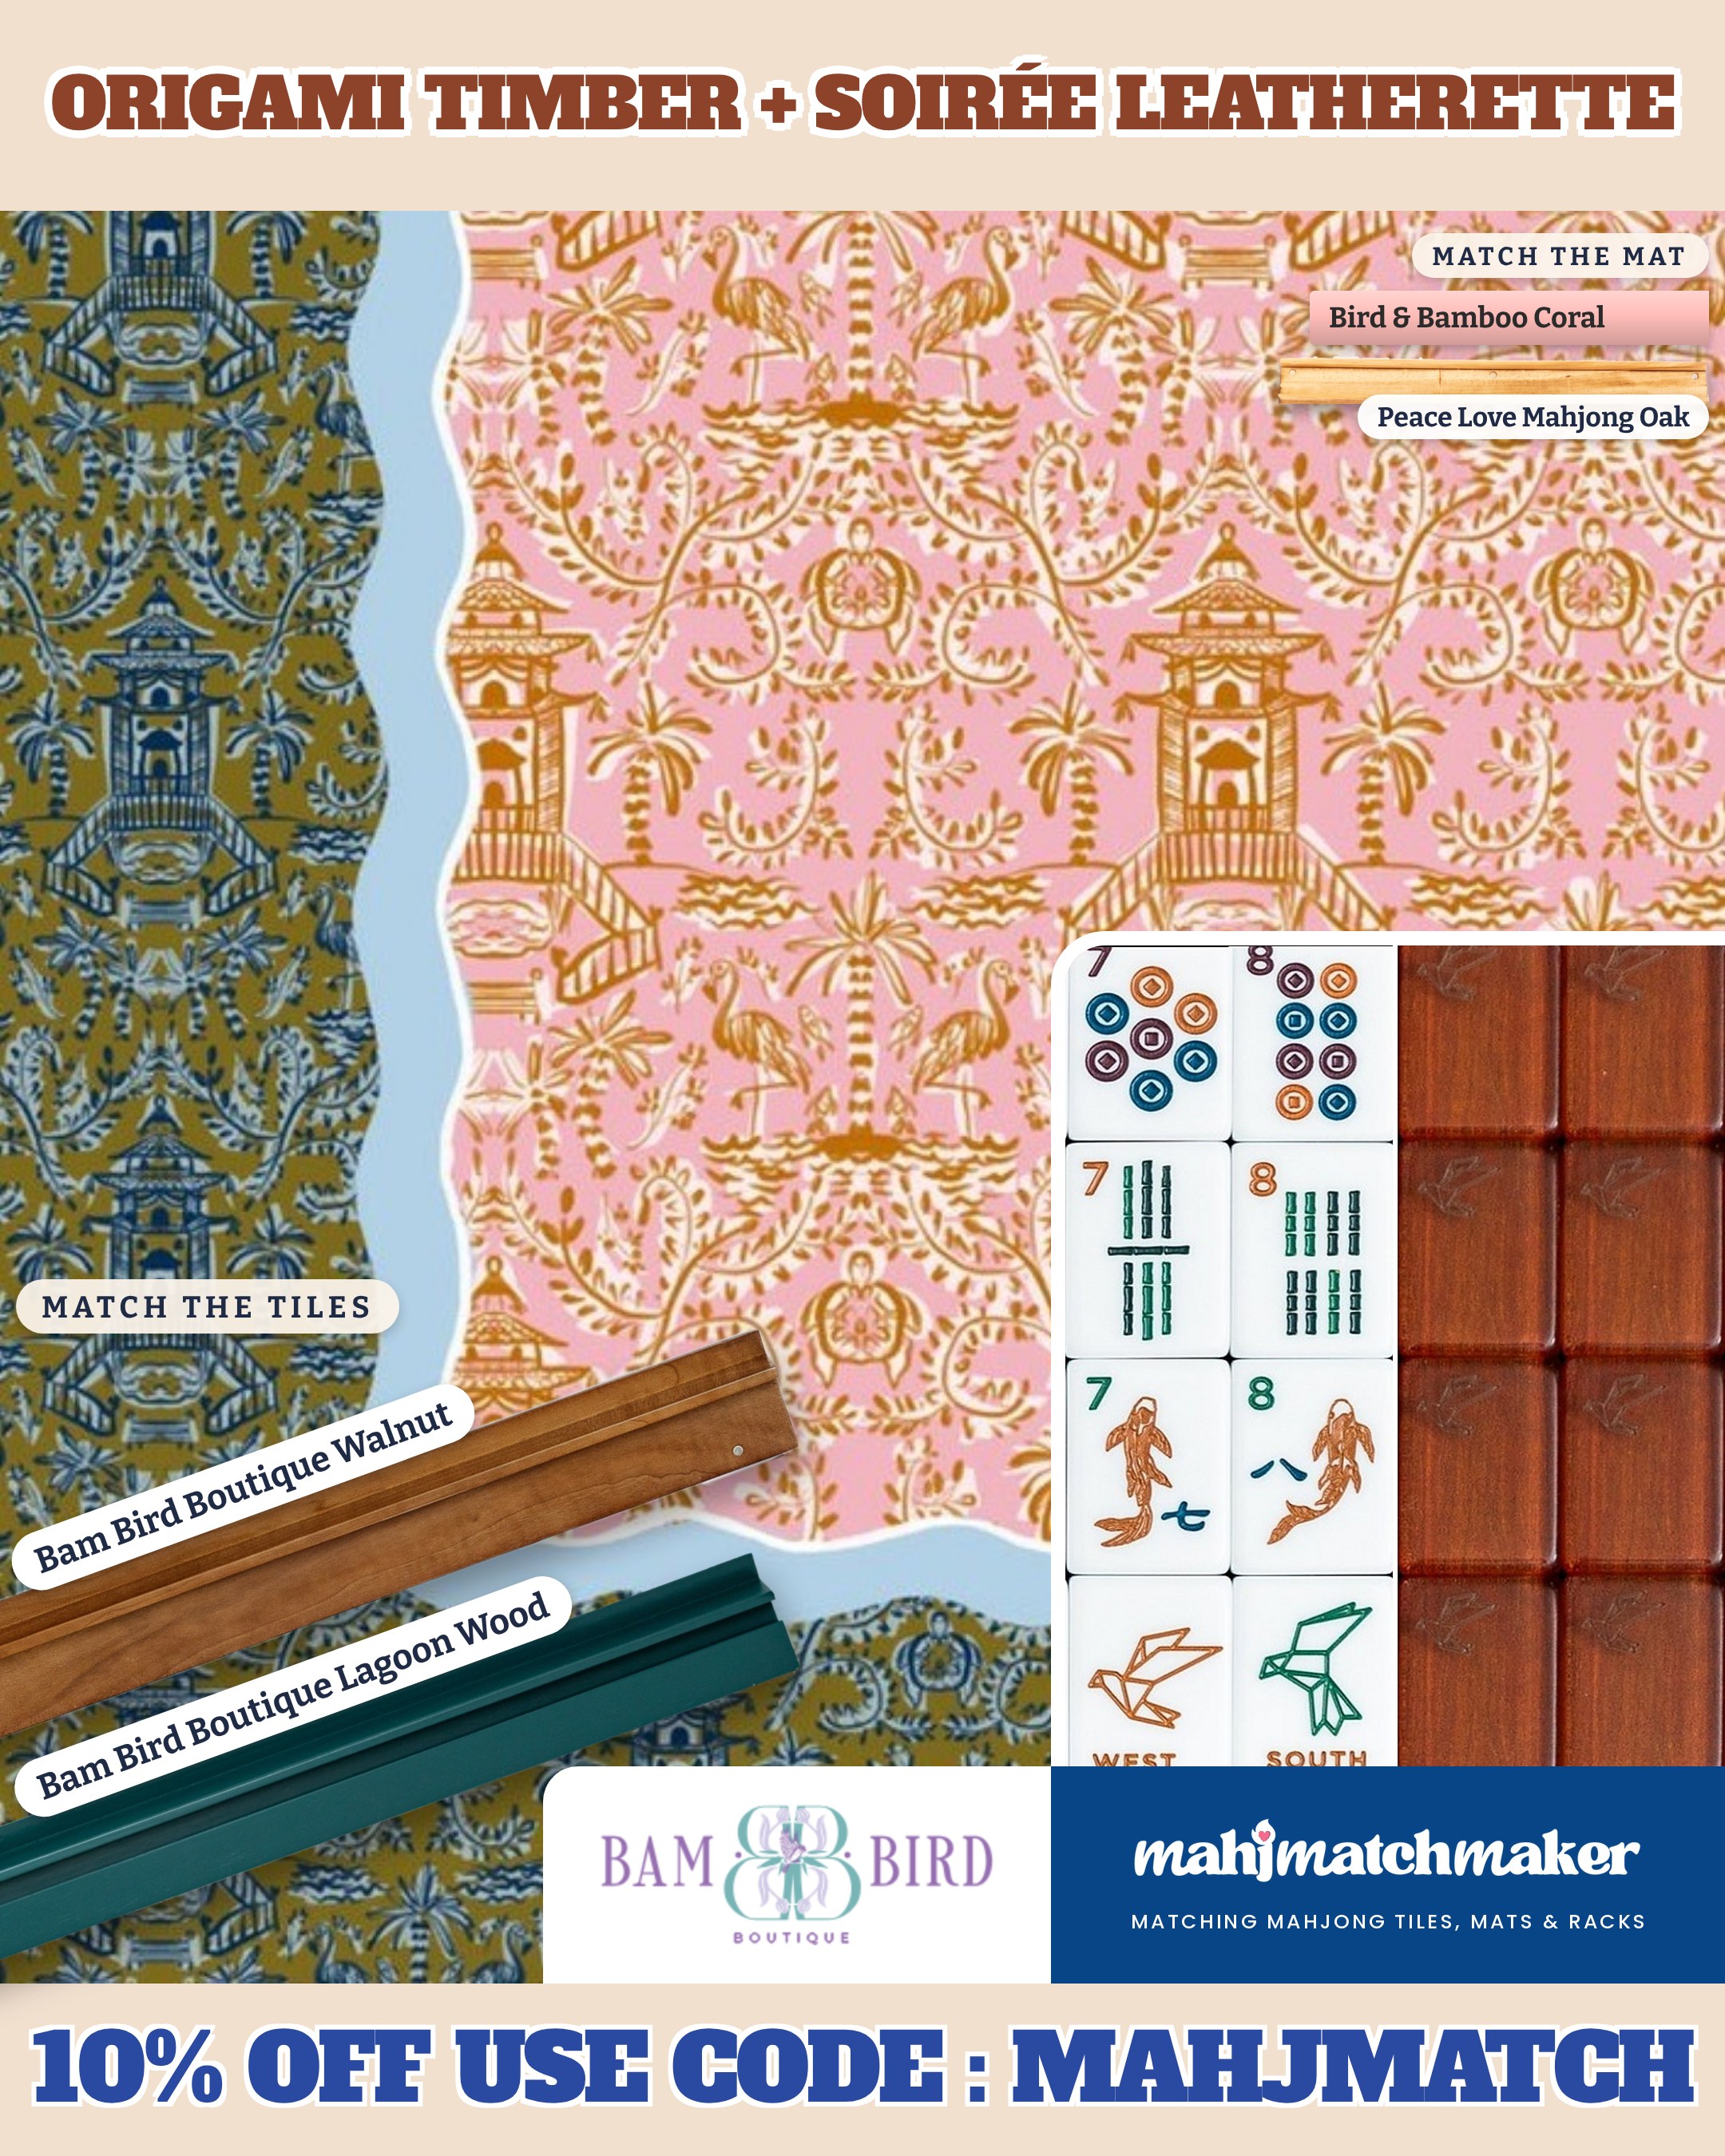 ORIGAMI TIMBER + SOIRÉE LEATHERETTE
MATCH THE MAT
Bird & Bamboo Coral
Peace Love Mahjong Oak
7 8
7 8
7 8
七 八
WEST SOUTH
MATCH THE TILES
Bam Bird Boutique Walnut
Bam Bird Boutique Lagoon Wood
BAM BIRD
BOUTIQUE
mahjmatchmaker
MATCHING MAHJONG TILES, MATS & RACKS
10% OFF USE CODE : MAHJMATCH